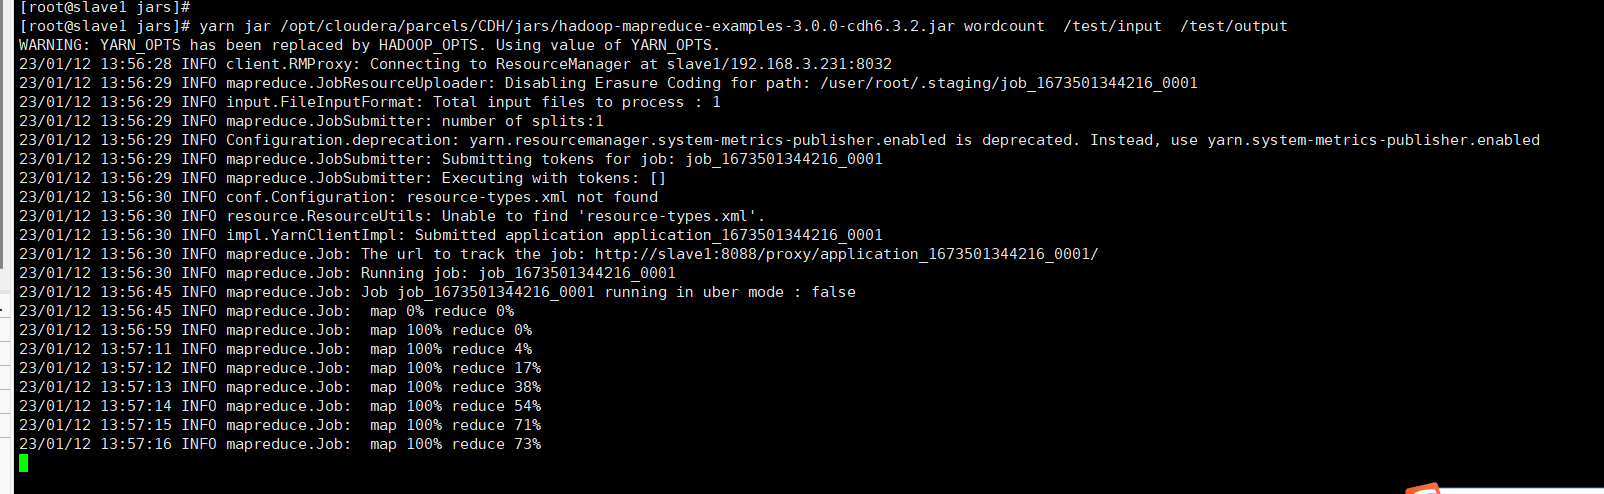 [root@slave1 jars]#
[root@slave1 jars]# yarn jar /opt/cloudera/parcels/CDH/jars/hadoop-mapreduce-examples-3.0.0-cdh6.3.2.jar wordcount  /test/input  /test/output
WARNING: YARN_OPTS has been replaced by HADOOP_OPTS. Using value of YARN_OPTS.
23/01/12 13:56:28 INFO client.RMProxy: Connecting to ResourceManager at slave1/192.168.3.231:8032
23/01/12 13:56:29 INFO mapreduce.JobResourceUploader: Disabling Erasure Coding for path: /user/root/.staging/job_1673501344216_0001
23/01/12 13:56:29 INFO input.FileInputFormat: Total input files to process : 1
23/01/12 13:56:29 INFO mapreduce.JobSubmitter: number of splits:1
23/01/12 13:56:29 INFO Configuration.deprecation: yarn.resourcemanager.system-metrics-publisher.enabled is deprecated. Instead, use yarn.system-metrics-publisher.enabled
23/01/12 13:56:29 INFO mapreduce.JobSubmitter: Submitting tokens for job: job_1673501344216_0001
23/01/12 13:56:29 INFO mapreduce.JobSubmitter: Executing with tokens: []
23/01/12 13:56:30 INFO conf.Configuration: resource-types.xml not found
23/01/12 13:56:30 INFO resource.ResourceUtils: Unable to find 'resource-types.xml'.
23/01/12 13:56:30 INFO impl.YarnClientImpl: Submitted application application_1673501344216_0001
23/01/12 13:56:30 INFO mapreduce.Job: The url to track the job: http://slave1:8088/proxy/application_1673501344216_0001/
23/01/12 13:56:30 INFO mapreduce.Job: Running job: job_1673501344216_0001
23/01/12 13:56:45 INFO mapreduce.Job: Job job_1673501344216_0001 running in uber mode : false
23/01/12 13:56:45 INFO mapreduce.Job:  map 0% reduce 0%
23/01/12 13:56:59 INFO mapreduce.Job:  map 100% reduce 0%
23/01/12 13:57:11 INFO mapreduce.Job:  map 100% reduce 4%
23/01/12 13:57:12 INFO mapreduce.Job:  map 100% reduce 17%
23/01/12 13:57:13 INFO mapreduce.Job:  map 100% reduce 38%
23/01/12 13:57:14 INFO mapreduce.Job:  map 100% reduce 54%
23/01/12 13:57:15 INFO mapreduce.Job:  map 100% reduce 71%
23/01/12 13:57:16 INFO mapreduce.Job:  map 100% reduce 73%